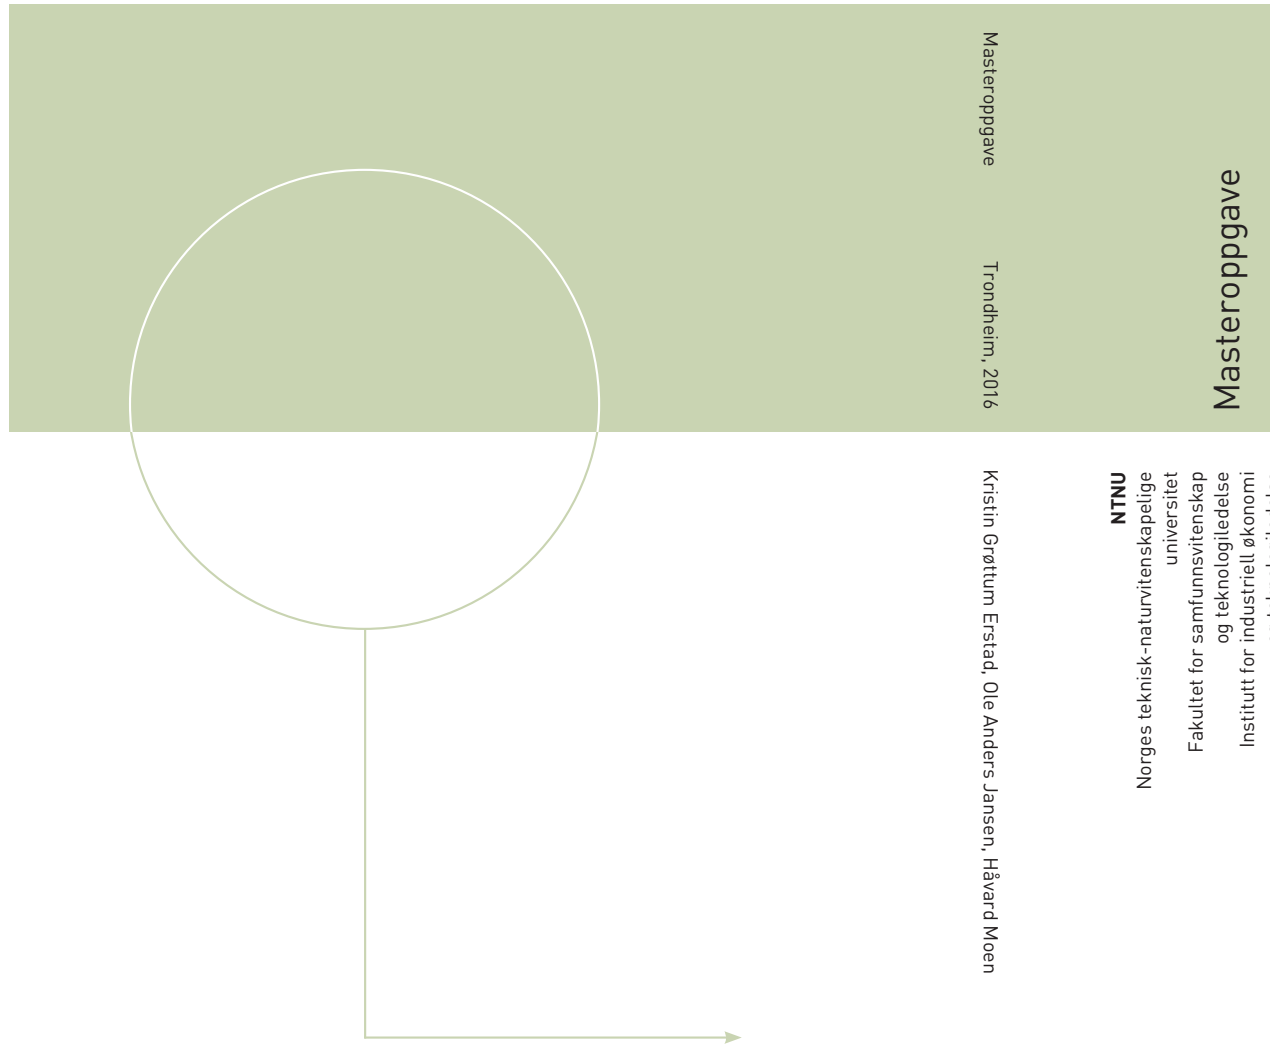 Masteroppgave
Trondheim, 2016
Kristin Grøttum Erstad, Ole Anders Jansen, Håvard Moen
Masteroppgave
NTNU
Norges teknisk-naturvitenskapelige
universitet
Fakultet for samfunnsvitenskap
og teknologiledelse
Institutt for industriell økonomi